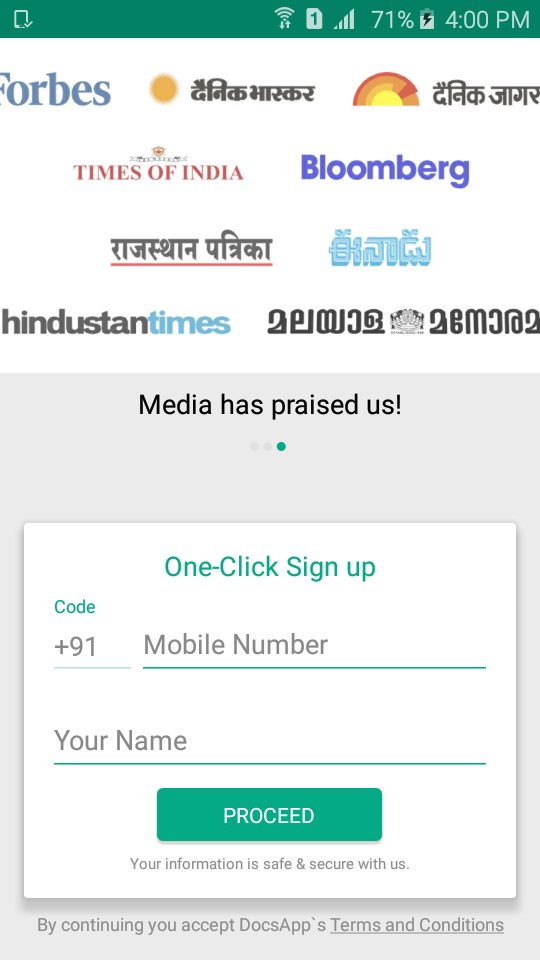 71% 4:00 PM
Forbes दैनिक भास्कर दैनिक जागर
TIMES OF INDIA Bloomberg
राजस्थान पत्रिका ఈనాడు
hindustantimes മലയാള മനോരമ
Media has praised us!
One-Click Sign up
Code
+91 Mobile Number
Your Name
PROCEED
Your information is safe & secure with us.
By continuing you accept DocsApp`s Terms and Conditions